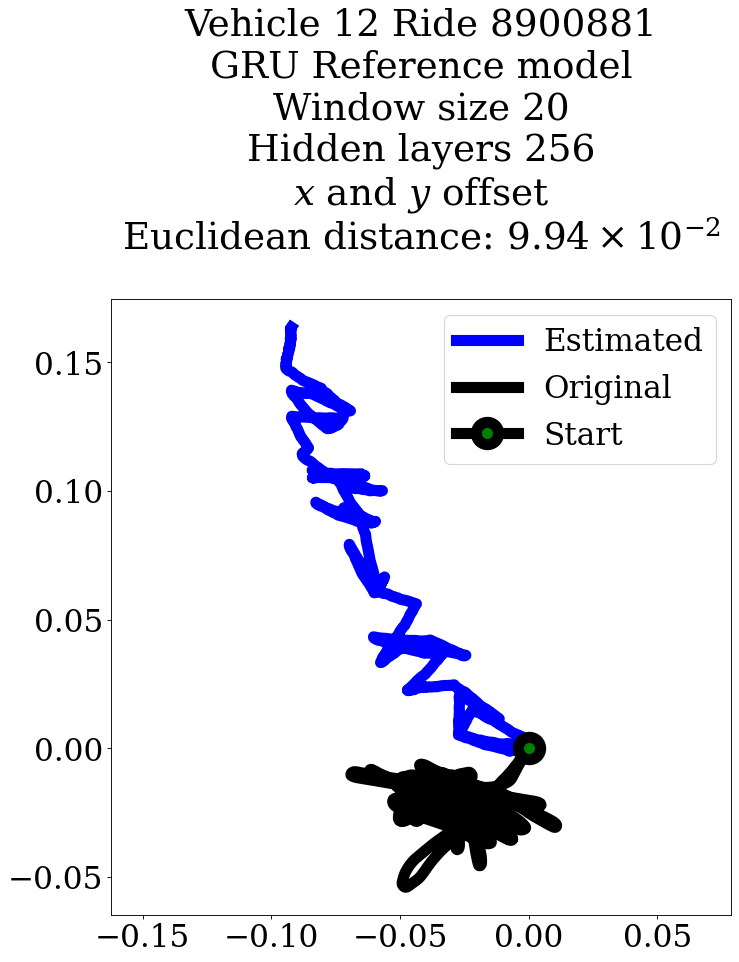 Vehicle 12 Ride 8900881
GRU Reference model
Window size 20
Hidden layers 256
x and y offset
Euclidean distance: 9.94 × 10⁻²
Estimated
Original
Start
0.15
0.10
0.05
0.00
−0.05
−0.15 −0.10 −0.05 0.00 0.05